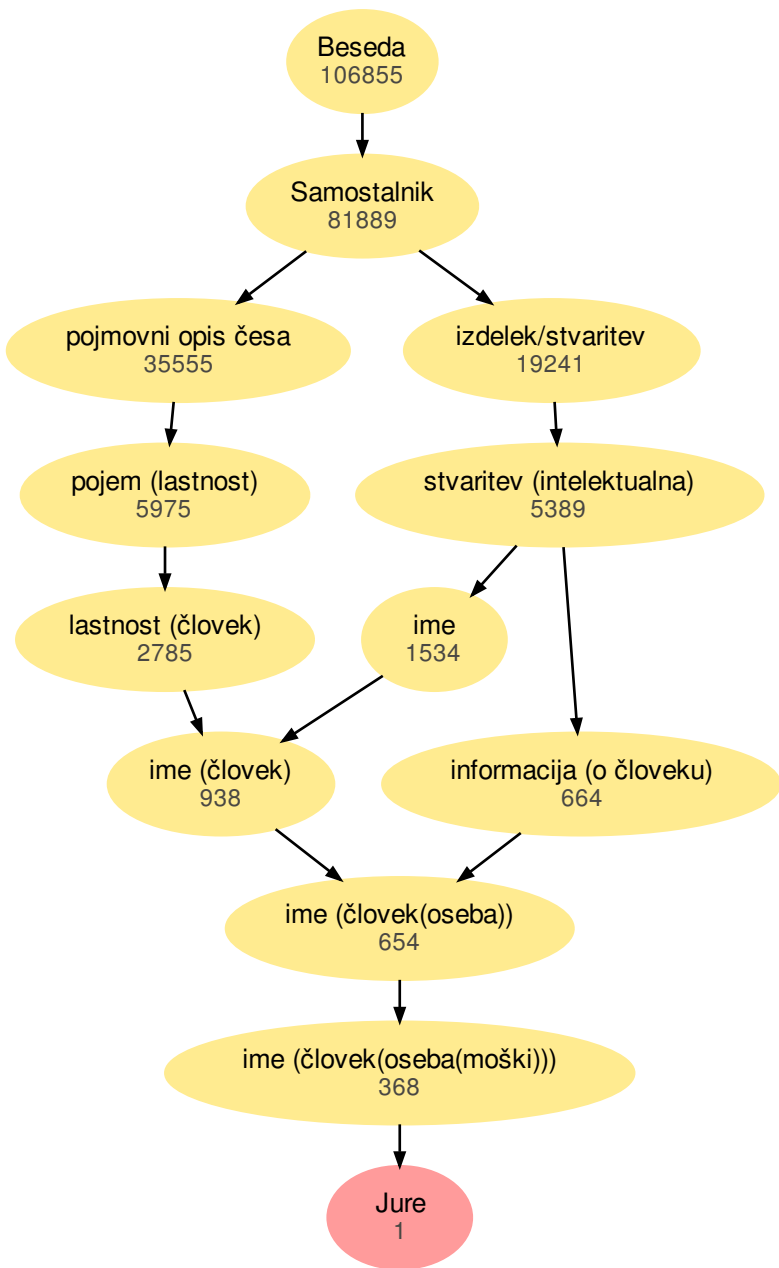 Beseda
106855
Samostalnik
81889
pojmovni opis česa
35555
izdelek/stvaritev
19241
pojem (lastnost)
5975
stvaritev (intelektualna)
5389
lastnost (človek)
2785
ime
1534
ime (človek)
938
informacija (o človeku)
664
ime (človek(oseba))
654
ime (človek(oseba(moški)))
368
Jure
1